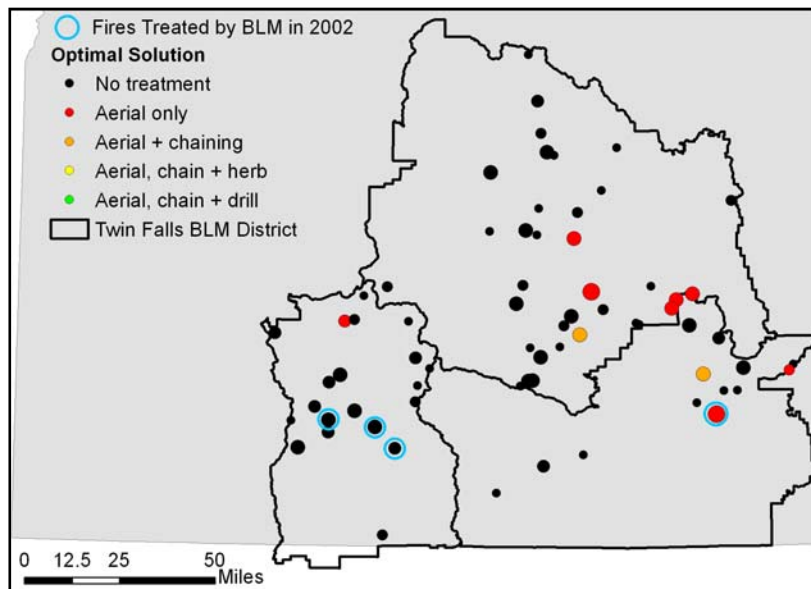 Fires Treated by BLM in 2002
Optimal Solution
No treatment
Aerial only
Aerial + chaining
Aerial, chain + herb
Aerial, chain + drill
Twin Falls BLM District
0 12.5 25 50
Miles